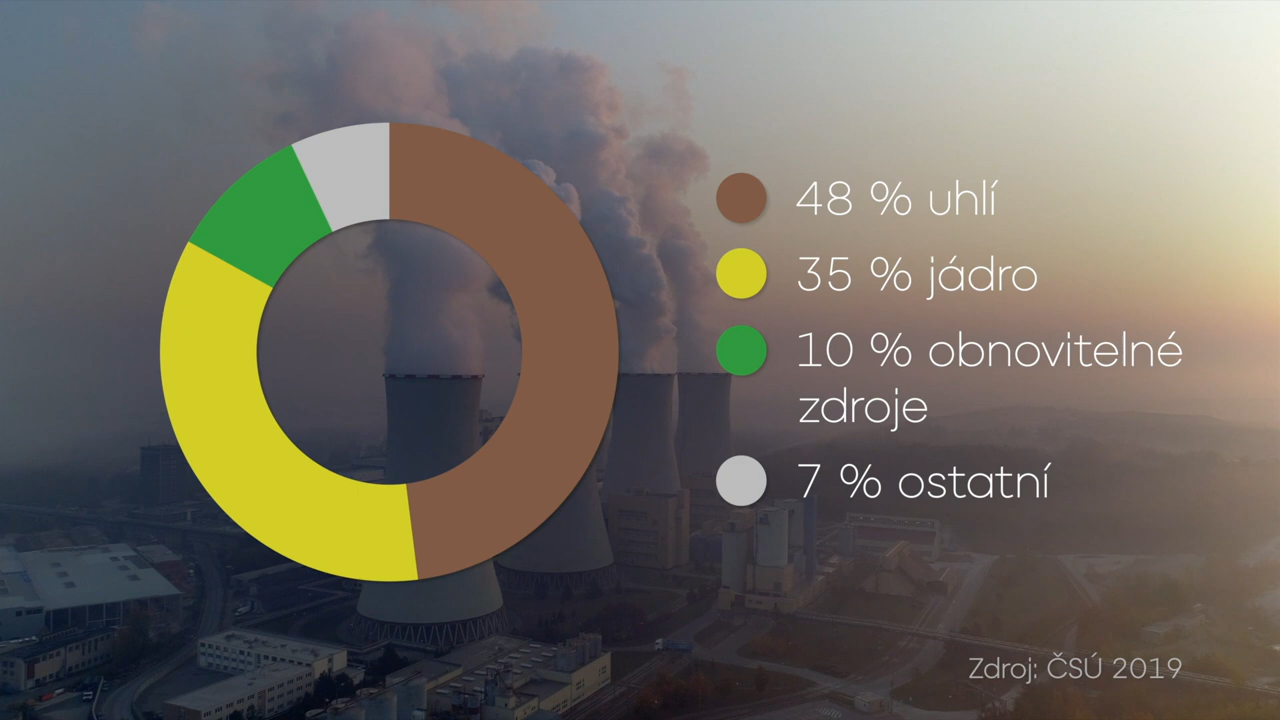 48 % uhlí
35 % jádro
10 % obnovitelné
zdroje
7 % ostatní
Zdroj: ČSÚ 2019